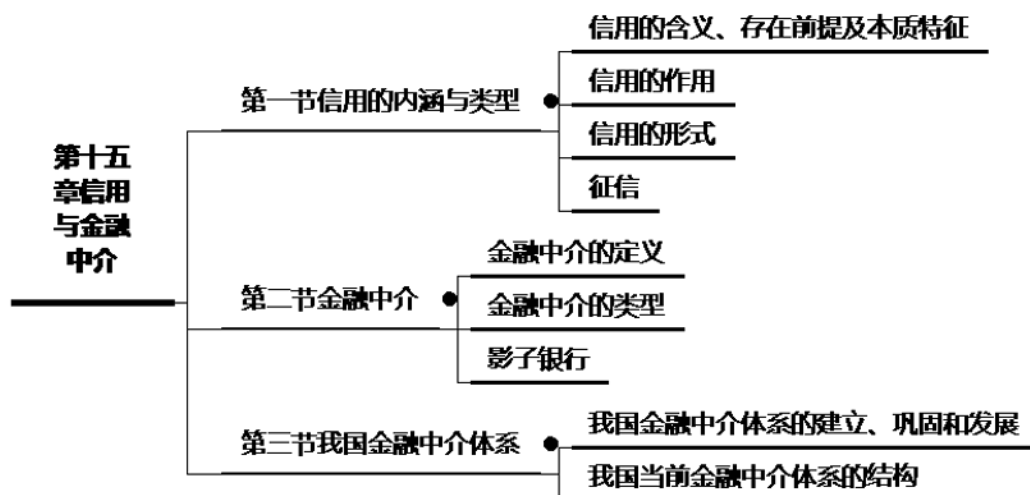 第十五
章信用
与金融
中介
第一节信用的内涵与类型
信用的含义、存在前提及本质特征
信用的作用
信用的形式
征信
第二节金融中介
金融中介的定义
金融中介的类型
影子银行
第三节我国金融中介体系
我国金融中介体系的建立、巩固和发展
我国当前金融中介体系的结构